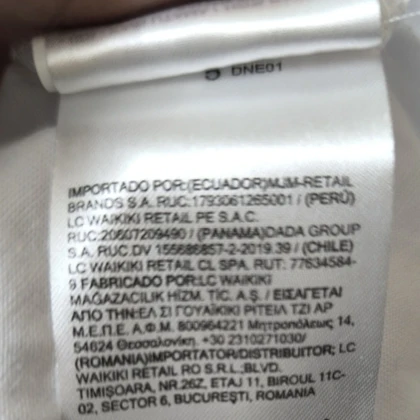 DNE01
IMPORTADO POR:(ECUADOR)MJM-RETAIL
BRANDS S.A. RUC:1793061265001 / (PERÚ)
LC WAIKIKI RETAIL PE S.A.C.
RUC:20607209490 / (PANAMA)DADA GROUP
S.A. RUC.DV 155686857-2-2019.39 / (CHILE)
LC WAIKIKI RETAIL CL SPA. RUT: 77634584-
9 FABRICADO POR:LC WAIKIKI
MAĞAZACILIK HİZM. TİC. A.Ş. / ΕΙΣΑΓΕΤΑΙ
ΑΠΟ ΤΗΝ:ΕΛ ΣΙ ΓΟΥΑΪΚΙΚΙ ΡΙΤΕΙΛ ΤΖΙ ΑΡ
Μ.Ε.Π.Ε. Α.Φ.Μ. 800964221 Μητροπόλεως 14,
54624 Θεσσαλονίκη. +30 2310271030/
(ROMANIA)IMPORTATOR/DISTRIBUITOR; LC
WAIKIKI RETAIL RO S.R.L.;BLVD.
TIMIȘOARA, NR.26Z, ETAJ 11, BIROUL 11C-
02, SECTOR 6, BUCUREȘTI, ROMANIA